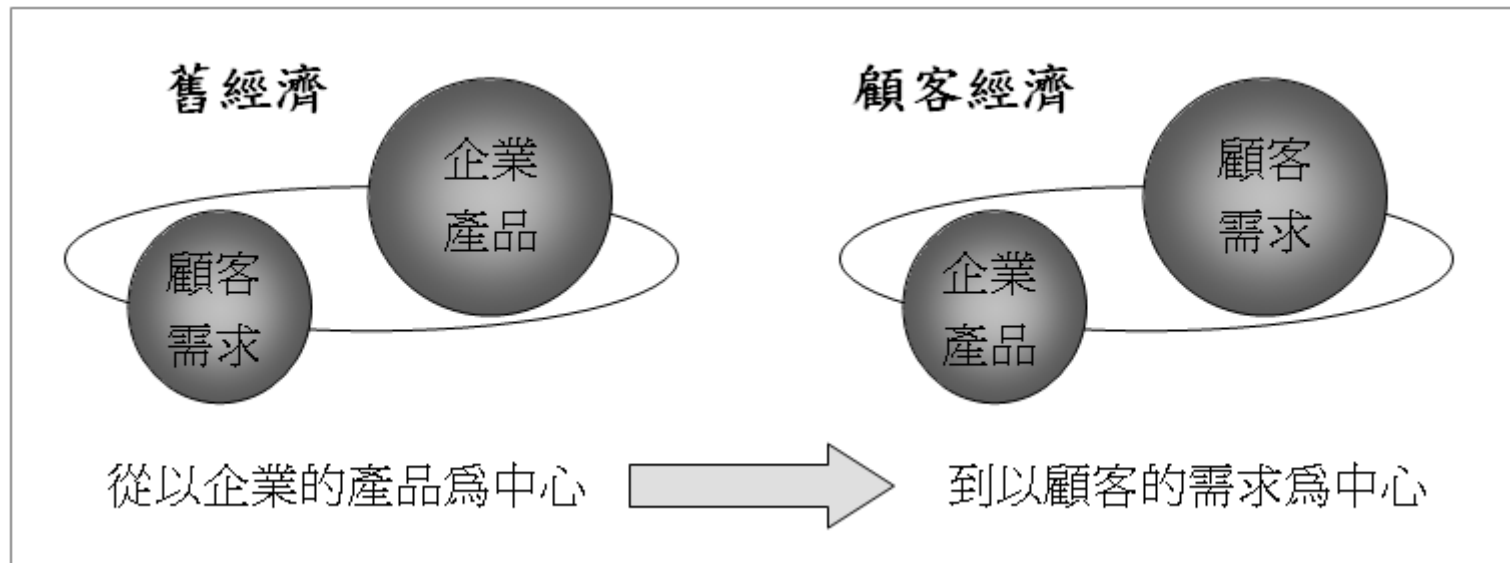 舊經濟
企業
產品
顧客
需求
顧客經濟
顧客
需求
企業
產品
從以企業的產品爲中心
到以顧客的需求爲中心